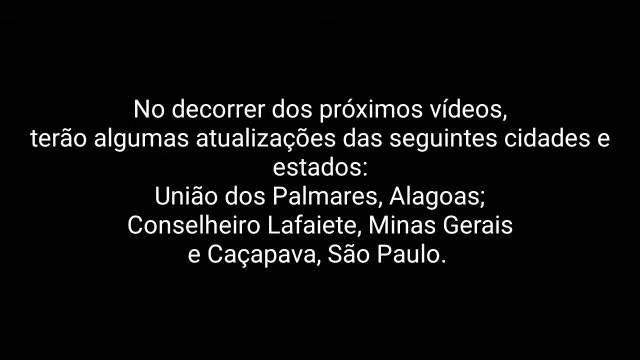 No decorrer dos próximos vídeos,
terão algumas atualizações das seguintes cidades e
estados:
União dos Palmares, Alagoas;
Conselheiro Lafaiete, Minas Gerais
e Caçapava, São Paulo.